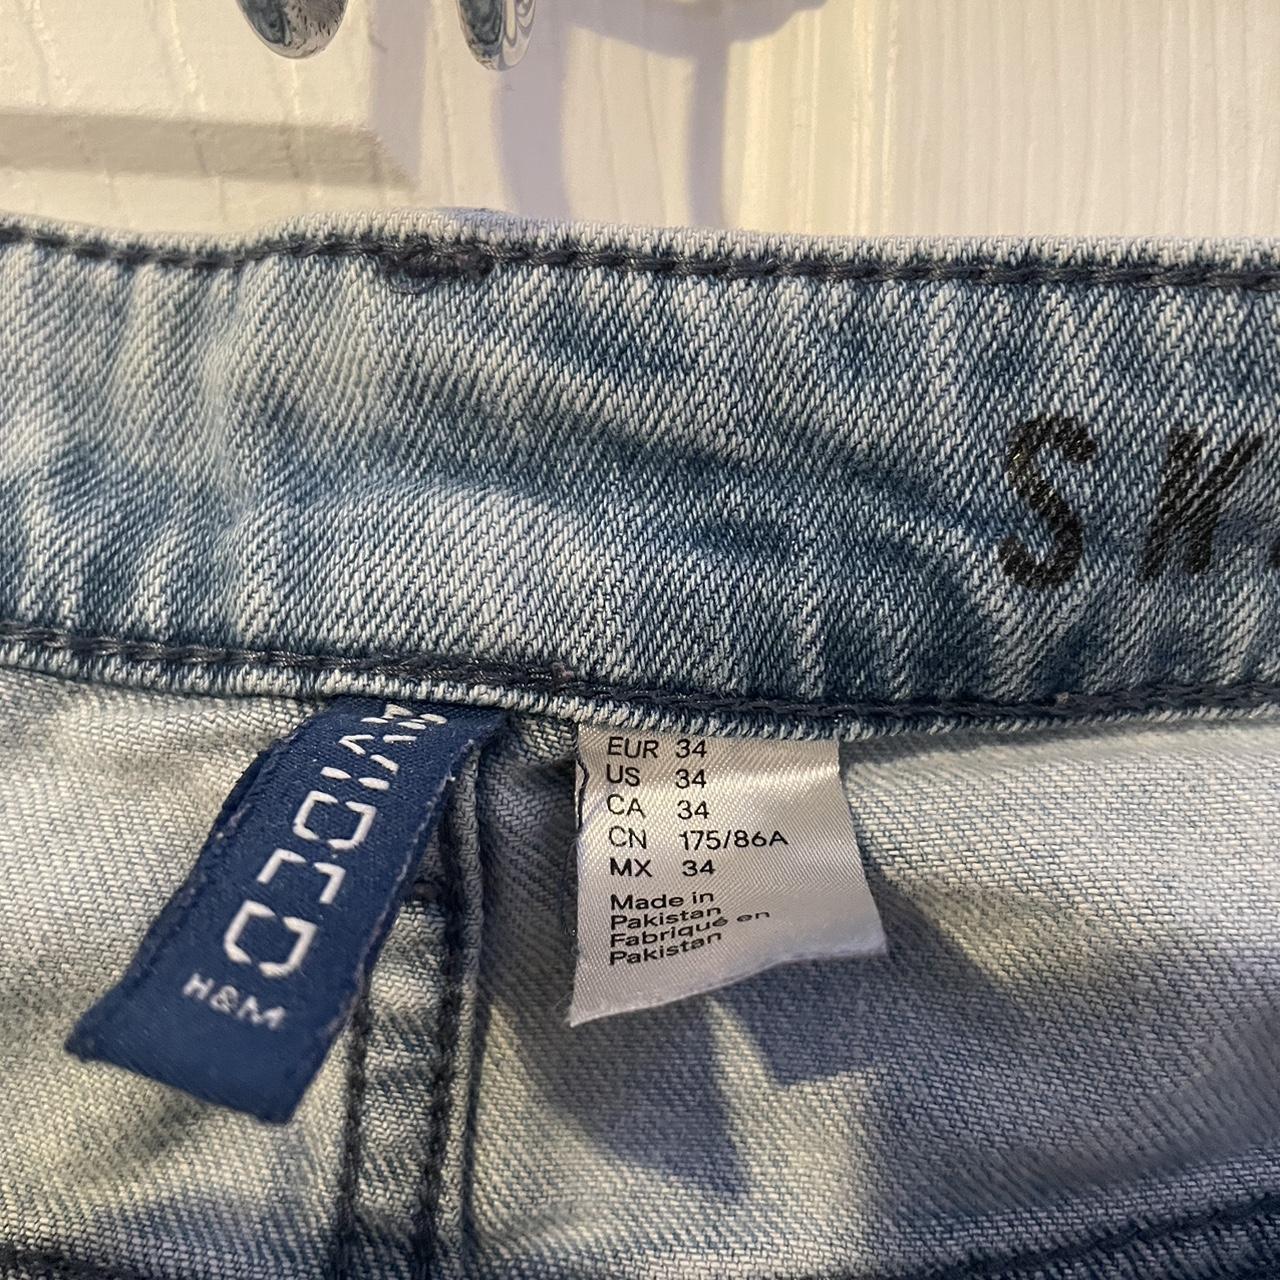 EUR 34
US 34
CA 34
CN 175/86A
MX 34
Made in
Pakistan
Fabriqué en
Pakistan
H&M